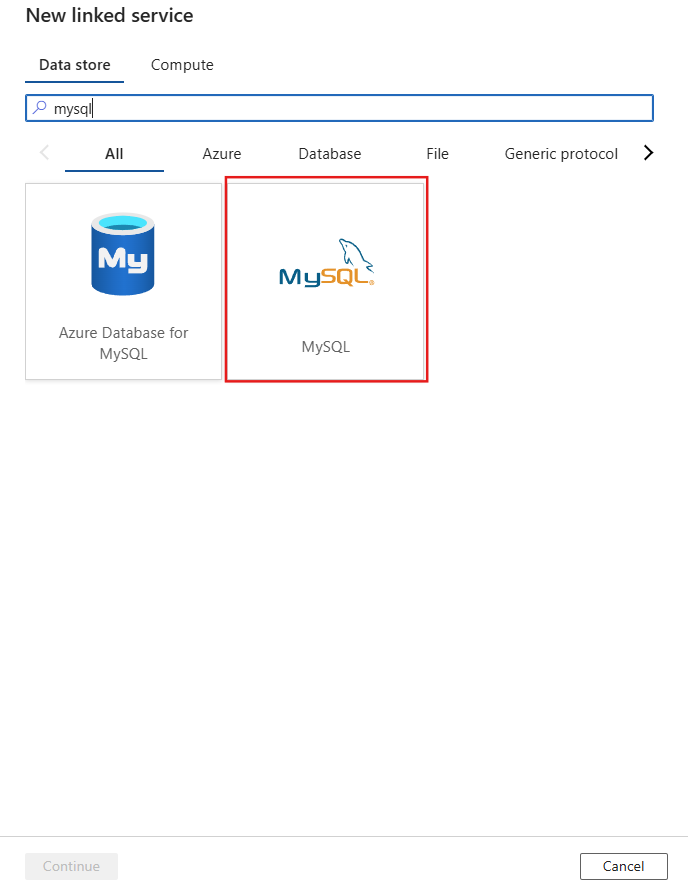 New linked service
Data store Compute
mysql
All Azure Database File Generic protocol
My
Azure Database for
MySQL
MySQL®
MySQL
Continue Cancel